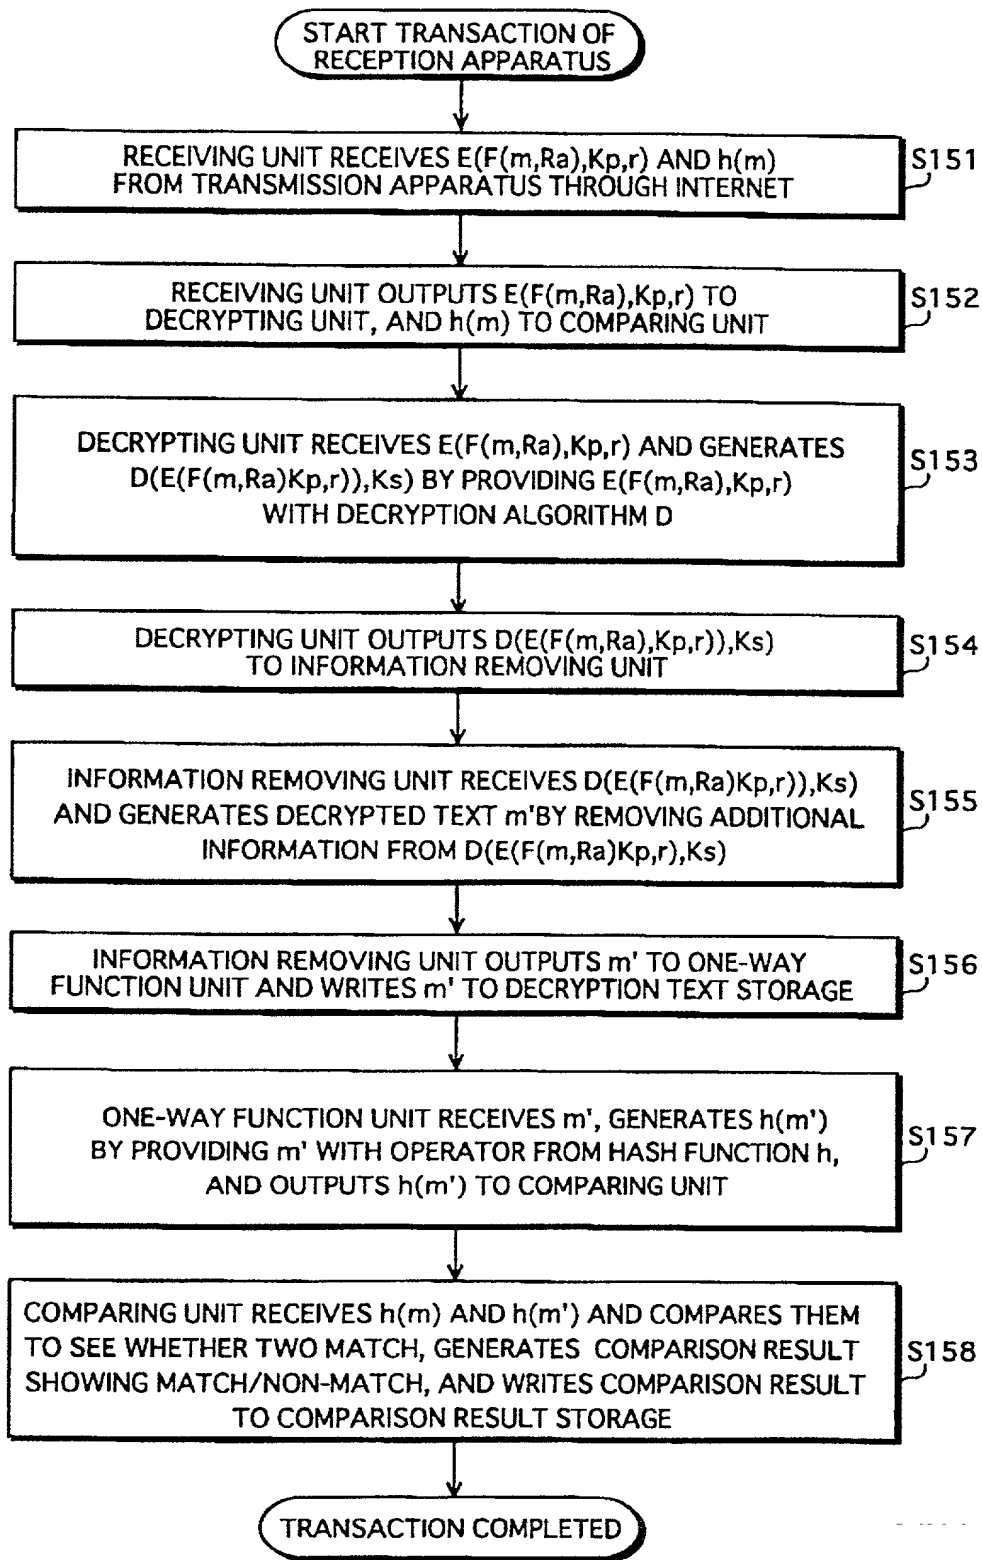 START TRANSACTION OF
RECEPTION APPARATUS
RECEIVING UNIT RECEIVES E(F(m,Ra),Kp,r) AND h(m)
FROM TRANSMISSION APPARATUS THROUGH INTERNET
S151
RECEIVING UNIT OUTPUTS E(F(m,Ra),Kp,r) TO
DECRYPTING UNIT, AND h(m) TO COMPARING UNIT
S152
DECRYPTING UNIT RECEIVES E(F(m,Ra),Kp,r) AND GENERATES
D(E(F(m,Ra)Kp,r)),Ks) BY PROVIDING E(F(m,Ra),Kp,r)
WITH DECRYPTION ALGORITHM D
S153
DECRYPTING UNIT OUTPUTS D(E(F(m,Ra),Kp,r)),Ks)
TO INFORMATION REMOVING UNIT
S154
INFORMATION REMOVING UNIT RECEIVES D(E(F(m,Ra)Kp,r)),Ks)
AND GENERATES DECRYPTED TEXT m'BY REMOVING ADDITIONAL
INFORMATION FROM D(E(F(m,Ra)Kp,r),Ks)
S155
INFORMATION REMOVING UNIT OUTPUTS m' TO ONE-WAY
FUNCTION UNIT AND WRITES m' TO DECRYPTION TEXT STORAGE
S156
ONE-WAY FUNCTION UNIT RECEIVES m', GENERATES h(m')
BY PROVIDING m' WITH OPERATOR FROM HASH FUNCTION h,
AND OUTPUTS h(m') TO COMPARING UNIT
S157
COMPARING UNIT RECEIVES h(m) AND h(m') AND COMPARES THEM
TO SEE WHETHER TWO MATCH, GENERATES COMPARISON RESULT
SHOWING MATCH/NON-MATCH, AND WRITES COMPARISON RESULT
TO COMPARISON RESULT STORAGE
S158
TRANSACTION COMPLETED